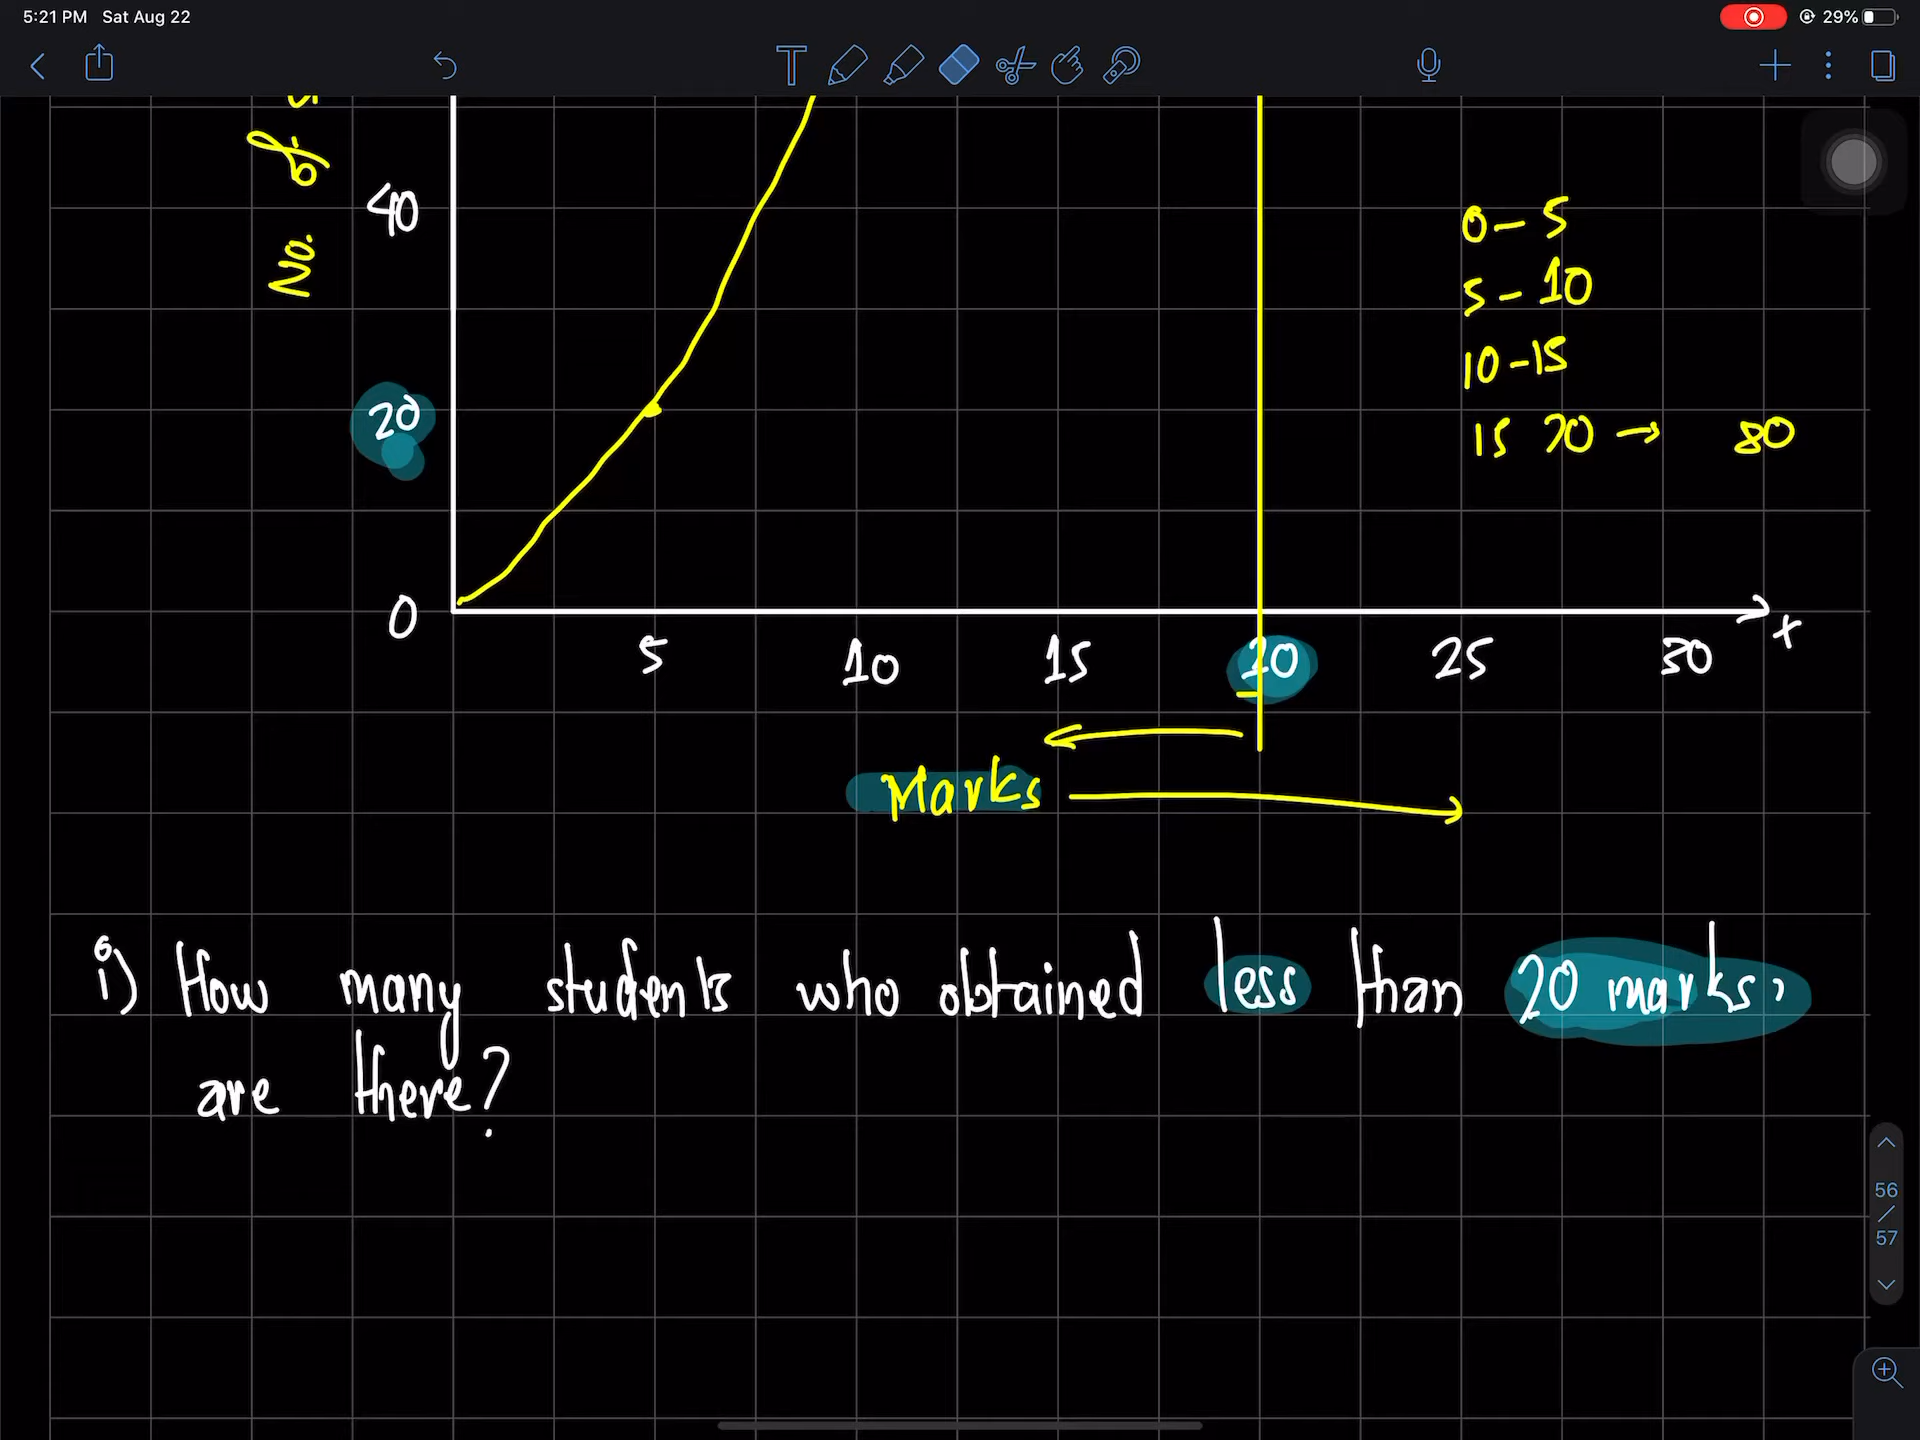 5:21 PM Sat Aug 22
29%
T
No. of
40
20
0
5 10 15 20 25 30 x
0 - 5
5 - 10
10 - 15
15 20 → 80
Marks
i) How many students who obtained less than 20 marks,
are there?
56
/
57